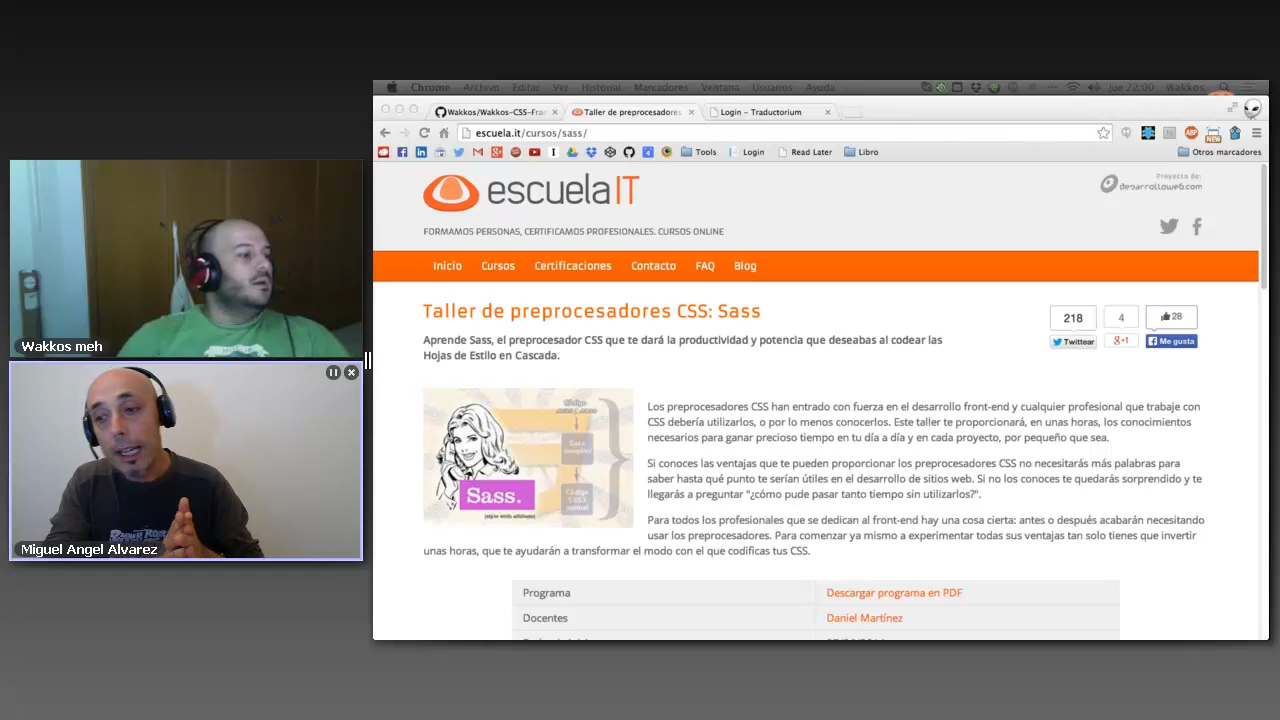 Chrome Archivo Editar Ver Historial Marcadores Ventana Usuarios Ayuda
jue 22:00 Wakkos
Wakkos/Wakkos-CSS-Fra
Taller de preprocesadores
Login – Traductorium
escuela.it/cursos/sass/
Tools
Login
Read Later
Libro
Otros marcadores
escuela IT
Proyecto de:
desarrolloweb.com
FORMAMOS PERSONAS, CERTIFICAMOS PROFESIONALES. CURSOS ONLINE
Inicio Cursos Certificaciones Contacto FAQ Blog
Taller de preprocesadores CSS: Sass
218
4
28
Twittear
g+1
Me gusta
Aprende Sass, el preprocesador CSS que te dará la productividad y potencia que deseabas al codear las
Hojas de Estilo en Cascada.
Sass.
Los preprocesadores CSS han entrado con fuerza en el desarrollo front-end y cualquier profesional que trabaje con
CSS debería utilizarlos, o por lo menos conocerlos. Este taller te proporcionará, en unas horas, los conocimientos
necesarios para ganar precioso tiempo en tu día a día y en cada proyecto, por pequeño que sea.
Si conoces las ventajas que te pueden proporcionar los preprocesadores CSS no necesitarás más palabras para
saber hasta qué punto te serían útiles en el desarrollo de sitios web. Si no los conoces te quedarás sorprendido y te
llegarás a preguntar "¿cómo pude pasar tanto tiempo sin utilizarlos?".
Para todos los profesionales que se dedican al front-end hay una cosa cierta: antes o después acabarán necesitando
usar los preprocesadores. Para comenzar ya mismo a experimentar todas sus ventajas tan solo tienes que invertir
unas horas, que te ayudarán a transformar el modo con el que codificas tus CSS.
Programa Descargar programa en PDF
Docentes Daniel Martínez
Wakkos meh
Miguel Angel Alvarez